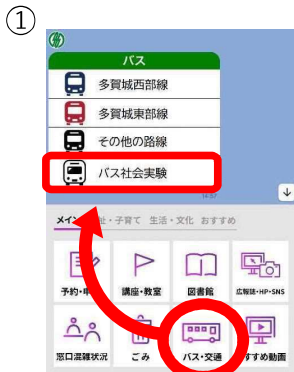 ①
バス
多賀城西部線
多賀城東部線
その他の路線
バス社会実験
メイン 祉・子育て 生活・文化 おすすめ
予約・申 講座・教室 図書館 広報誌・HP・SNS
窓口混雑状況 ごみ バス・交通 すすめ動画